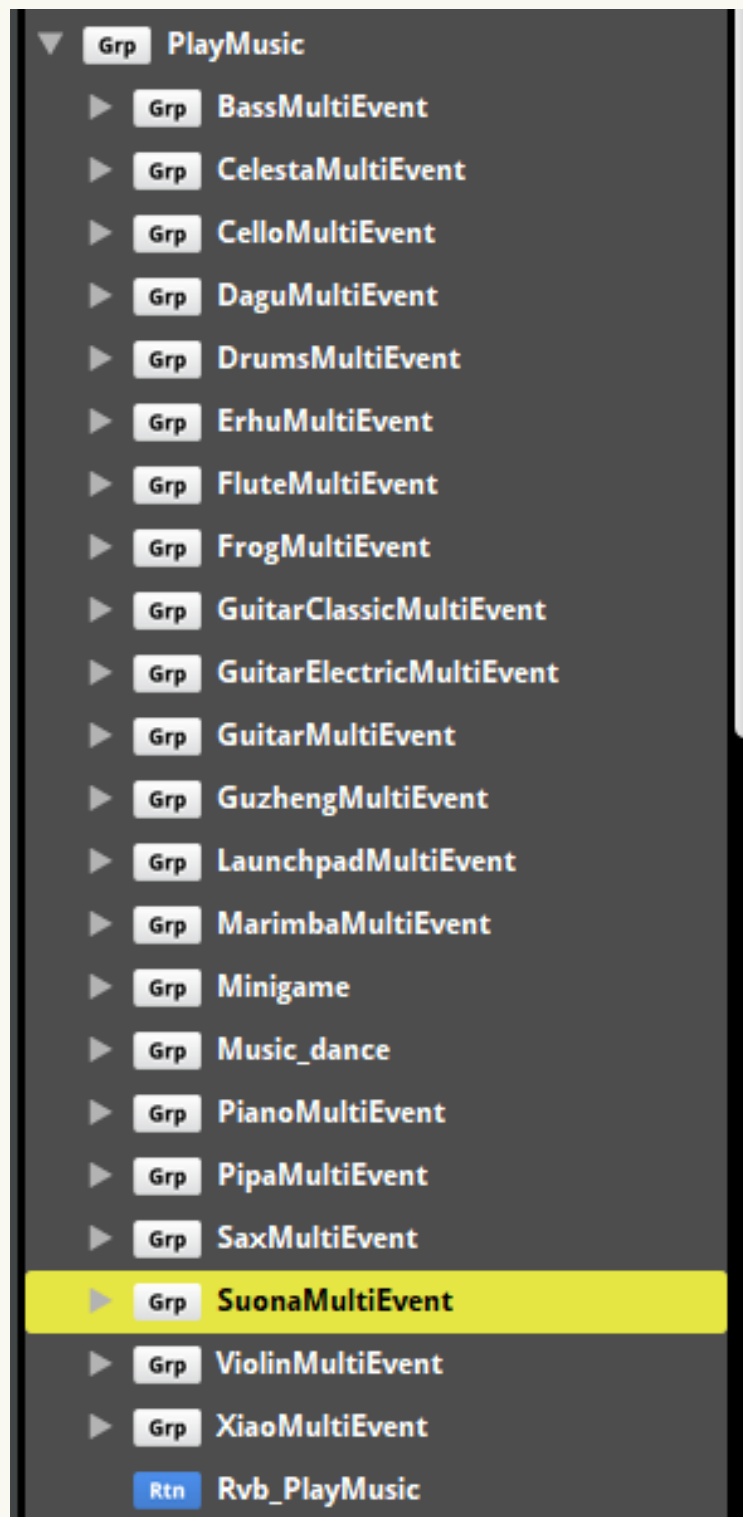 Grp PlayMusic
Grp BassMultiEvent
Grp CelestaMultiEvent
Grp CelloMultiEvent
Grp DaguMultiEvent
Grp DrumsMultiEvent
Grp ErhuMultiEvent
Grp FluteMultiEvent
Grp FrogMultiEvent
Grp GuitarClassicMultiEvent
Grp GuitarElectricMultiEvent
Grp GuitarMultiEvent
Grp GuzhengMultiEvent
Grp LaunchpadMultiEvent
Grp MarimbaMultiEvent
Grp Minigame
Grp Music_dance
Grp PianoMultiEvent
Grp PipaMultiEvent
Grp SaxMultiEvent
Grp SuonaMultiEvent
Grp ViolinMultiEvent
Grp XiaoMultiEvent
Rtn Rvb_PlayMusic